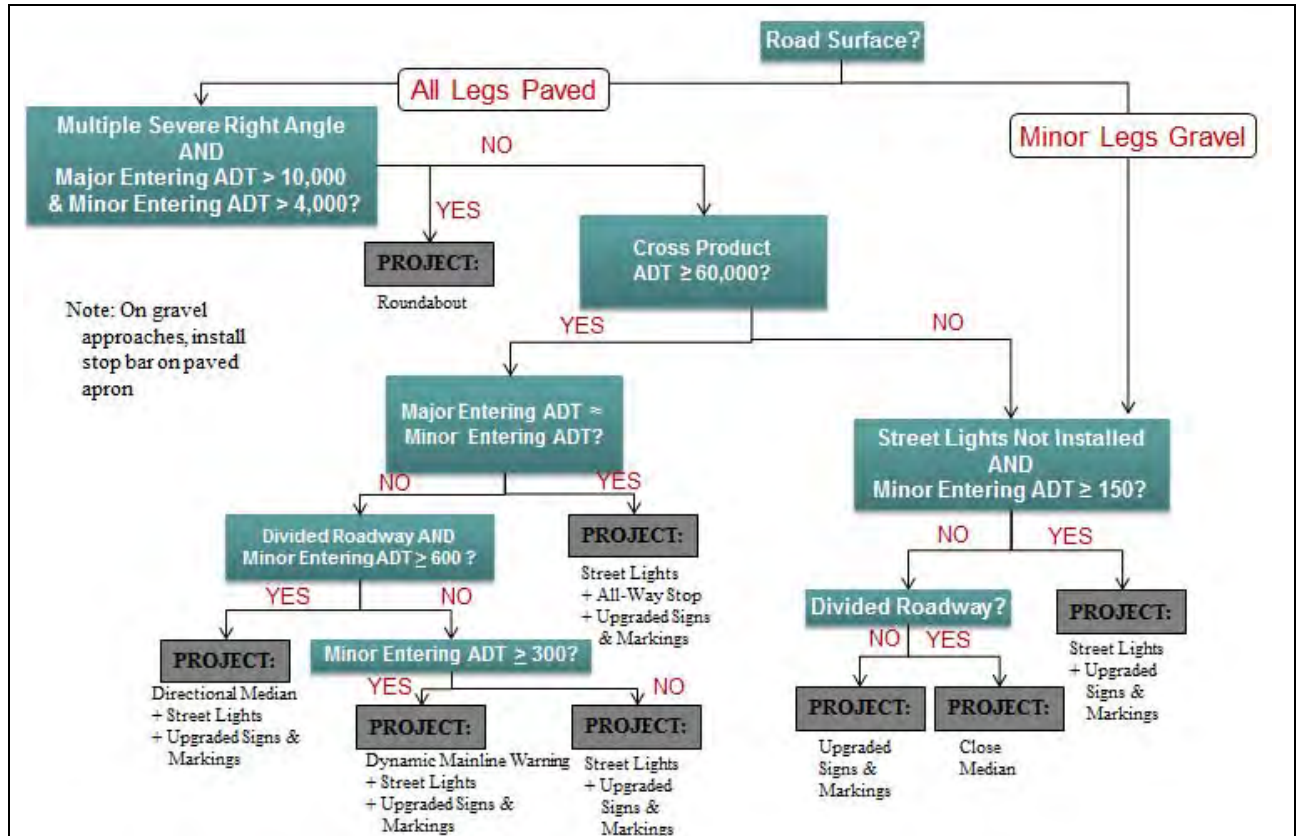 Road Surface?
All Legs Paved
Minor Legs Gravel
Multiple Severe Right Angle
AND
Major Entering ADT > 10,000
& Minor Entering ADT > 4,000?
NO
YES
PROJECT:
Roundabout
Cross Product
ADT ≥ 60,000?
Note: On gravel
approaches, install
stop bar on paved
apron
YES
NO
Major Entering ADT ≈
Minor Entering ADT?
Street Lights Not Installed
AND
Minor Entering ADT ≥ 150?
NO
YES
Divided Roadway AND
Minor Entering ADT ≥ 600 ?
PROJECT:
Street Lights
+ All-Way Stop
+ Upgraded Signs
& Markings
NO
YES
Divided Roadway?
PROJECT:
Street Lights
+ Upgraded
Signs &
Markings
YES
NO
PROJECT:
Directional Median
+ Street Lights
+ Upgraded Signs &
Markings
Minor Entering ADT ≥ 300?
YES
NO
PROJECT:
Dynamic Mainline Warning
+ Street Lights
+ Upgraded Signs &
Markings
PROJECT:
Street Lights
+ Upgraded
Signs &
Markings
NO
YES
PROJECT:
Upgraded
Signs &
Markings
PROJECT:
Close
Median